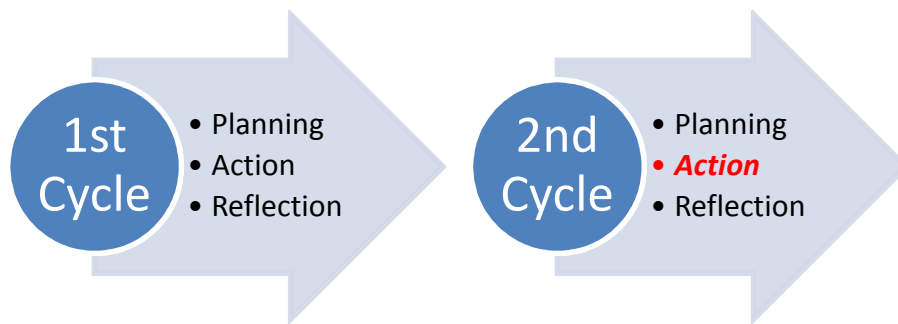 1st
Cycle
• Planning
• Action
• Reflection
2nd
Cycle
• Planning
• Action
• Reflection